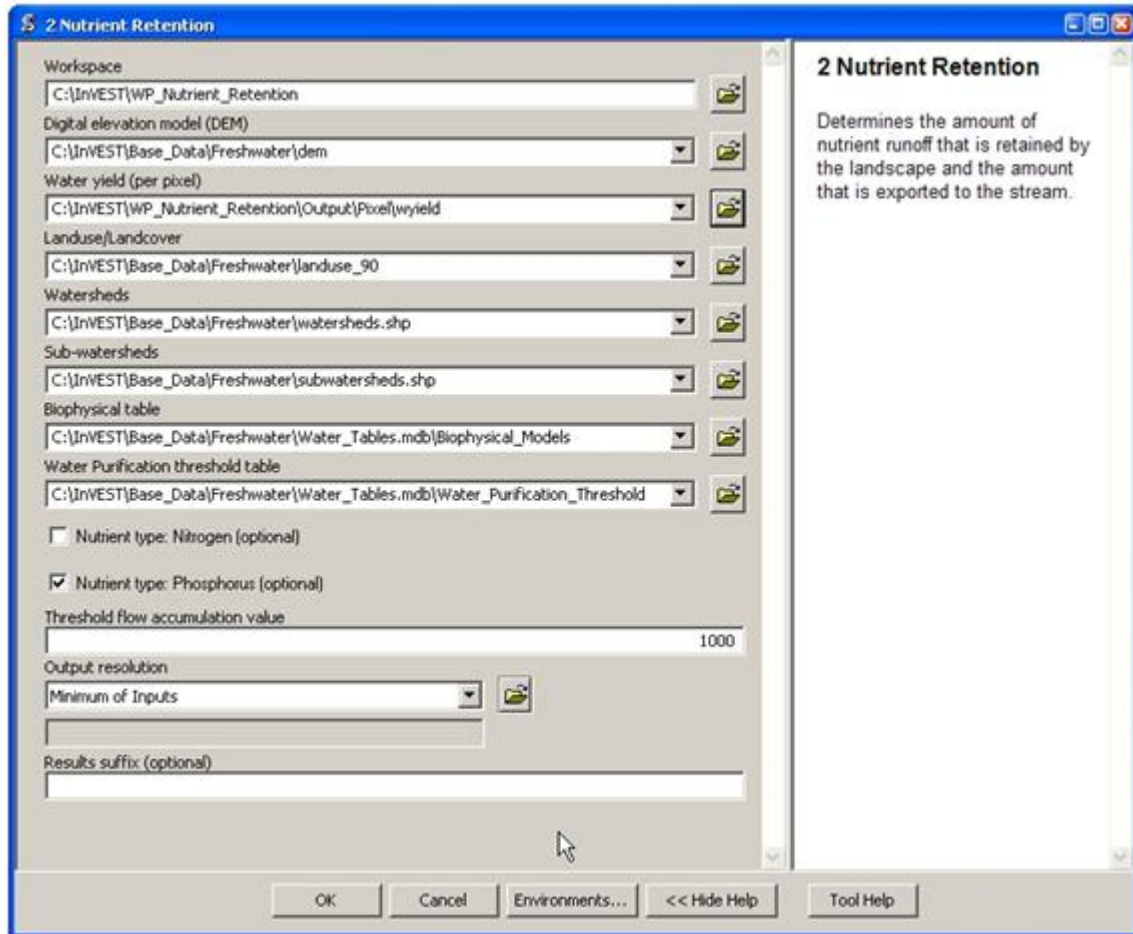 2 Nutrient Retention
Workspace
C:\InVEST\WP_Nutrient_Retention
Digital elevation model (DEM)
C:\InVEST\Base_Data\Freshwater\dem
Water yield (per pixel)
C:\InVEST\WP_Nutrient_Retention\Output\Pixel\wyield
Landuse/Landcover
C:\InVEST\Base_Data\Freshwater\landuse_90
Watersheds
C:\InVEST\Base_Data\Freshwater\watersheds.shp
Sub-watersheds
C:\InVEST\Base_Data\Freshwater\subwatersheds.shp
Biophysical table
C:\InVEST\Base_Data\Freshwater\Water_Tables.mdb\Biophysical_Models
Water Purification threshold table
C:\InVEST\Base_Data\Freshwater\Water_Tables.mdb\Water_Purification_Threshold
Nutrient type: Nitrogen (optional)
Nutrient type: Phosphorus (optional)
Threshold flow accumulation value
1000
Output resolution
Minimum of Inputs
Results suffix (optional)
2 Nutrient Retention
Determines the amount of
nutrient runoff that is retained by
the landscape and the amount
that is exported to the stream.
OK
Cancel
Environments...
<< Hide Help
Tool Help